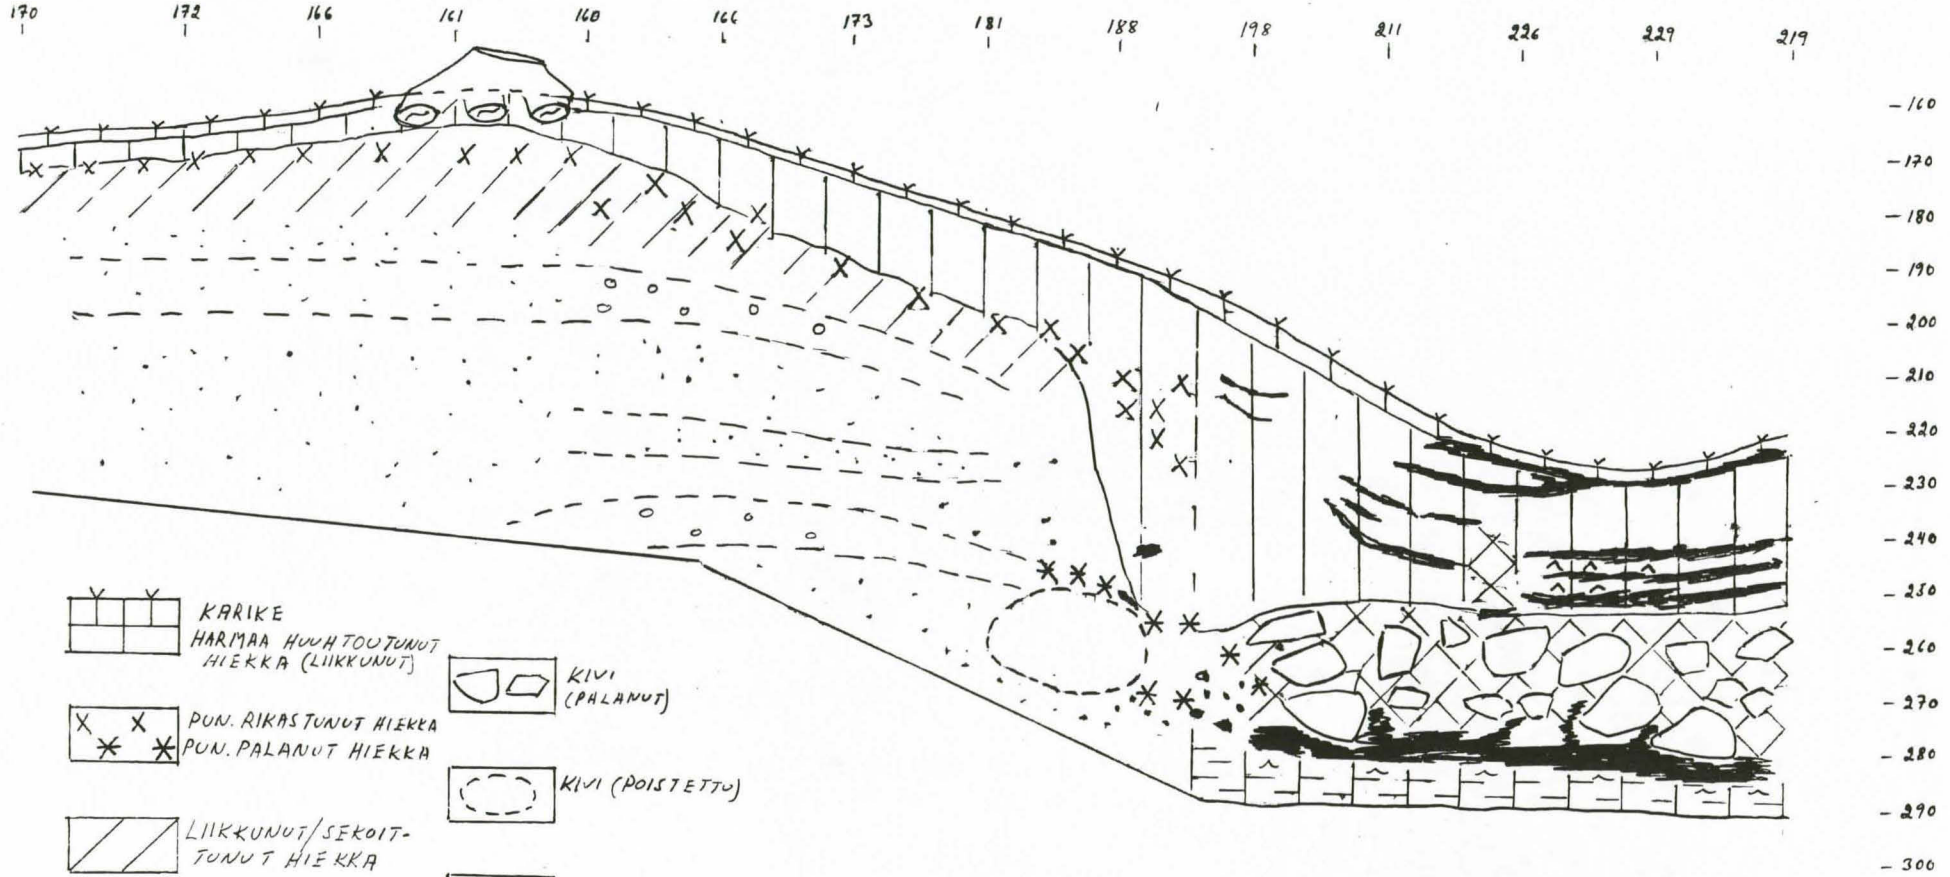 170 172 166 161 160 166 173 181 188 198 211 226 229 219
-160
-170
-180
-190
-200
-210
-220
-230
-240
-250
-260
-270
-280
-290
-300
KARIKE
HARMAA HUUHTOUTUNUT
HIEKKA (LIIKKUNUT)
PUN. RIKASTUNUT HIEKKA
PUN. PALANUT HIEKKA
LIIKKUNUT/SEKOIT-
TUNUT HIEKKA
KIVI
(PALANUT)
KIVI (POISTETTU)